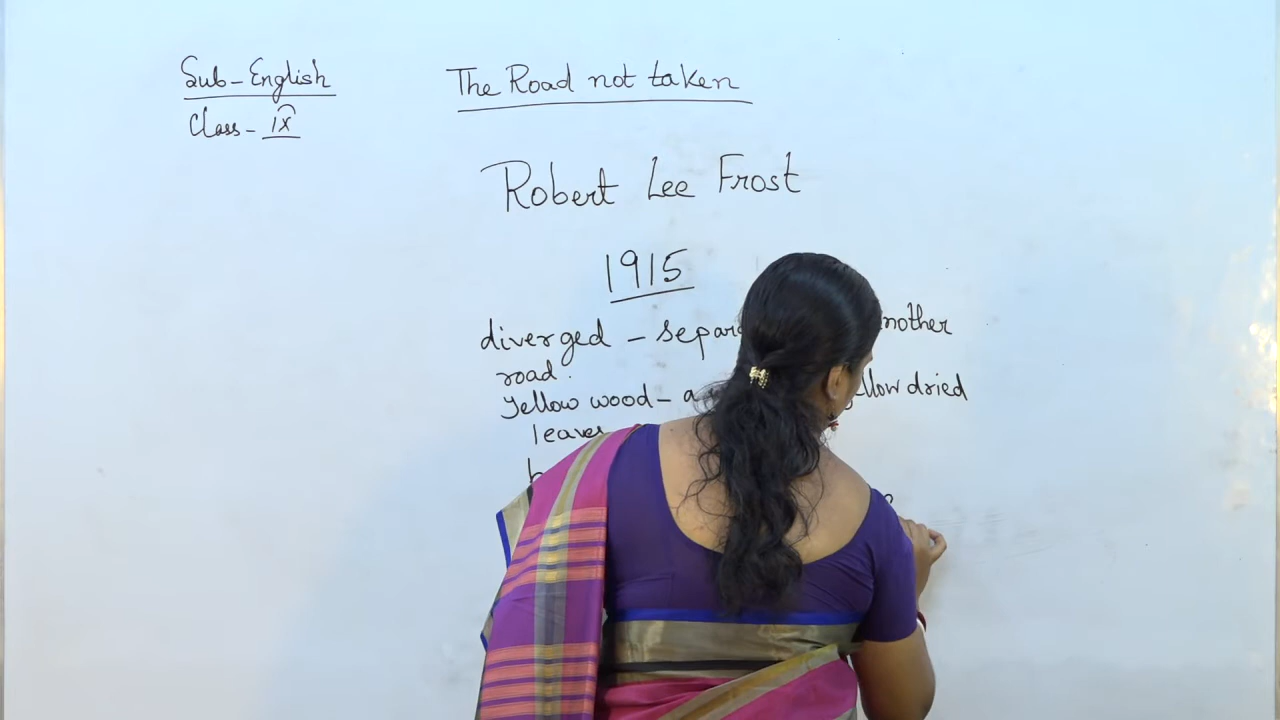 Sub - English
Class - IX
The Road not taken
Robert Lee Frost
1915
diverged - separa nother
road.
yellow wood - a llow dried
leaves